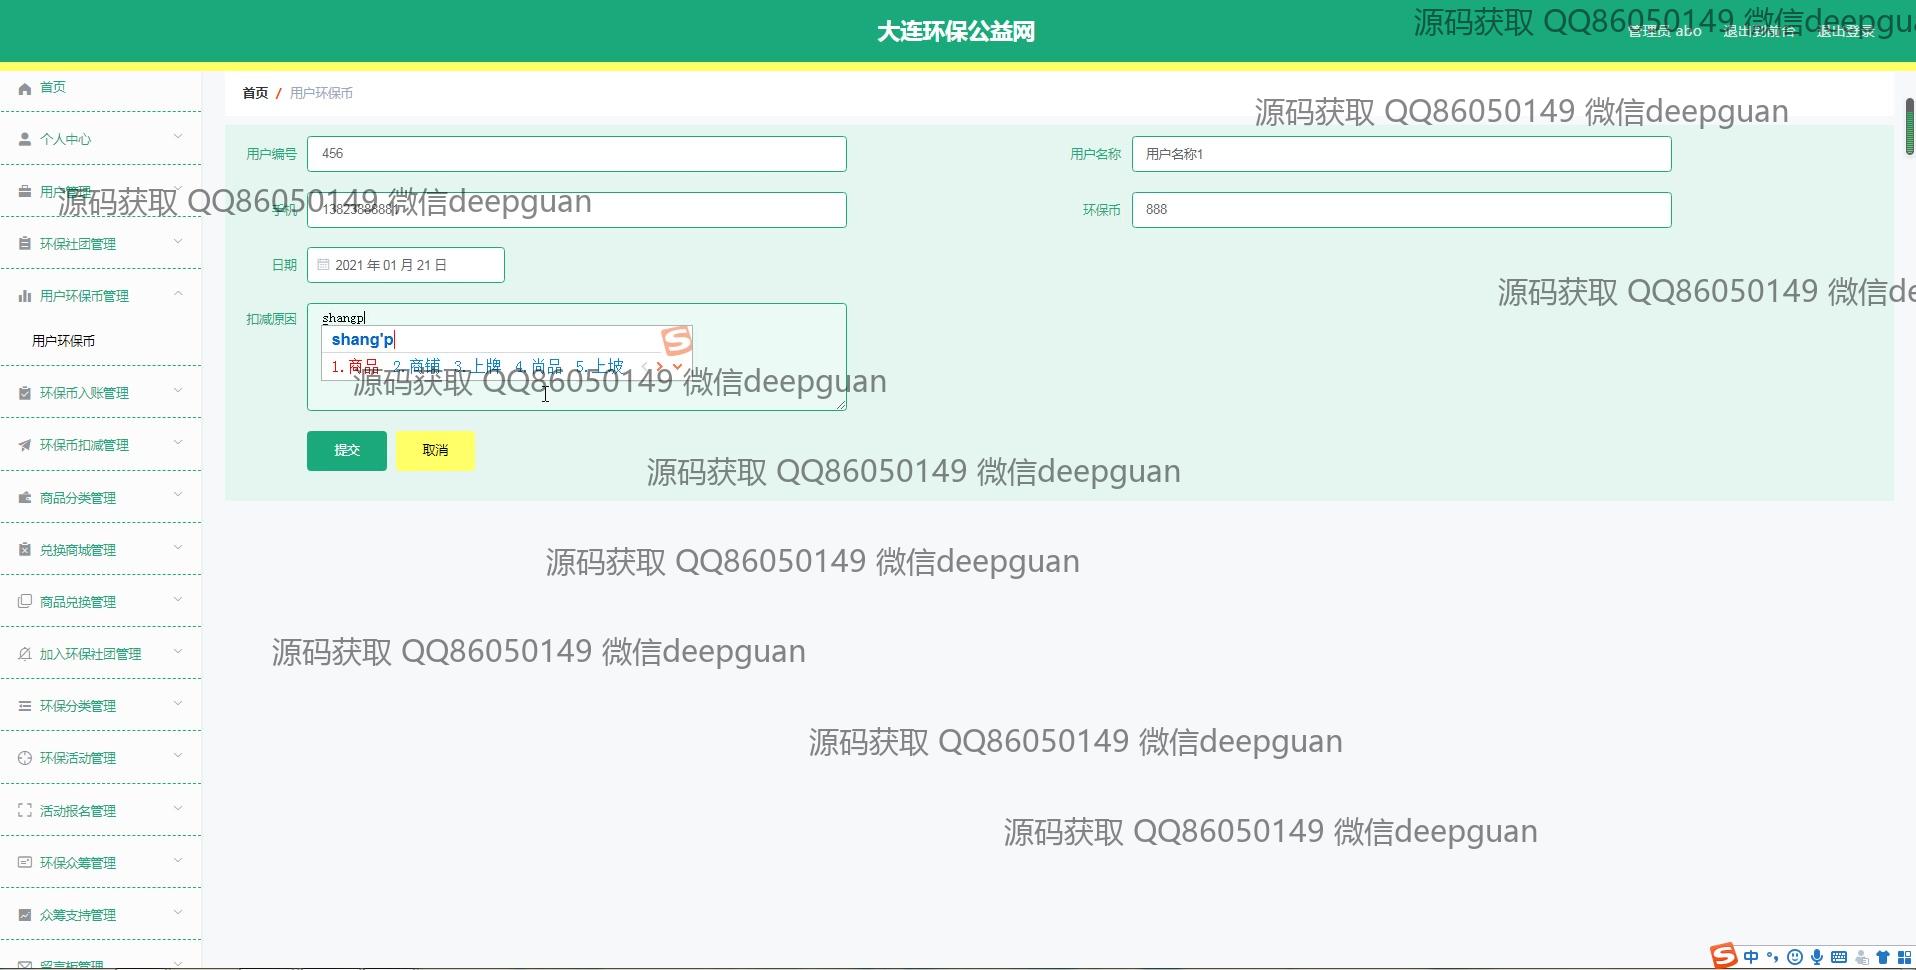 大连环保公益网
管理员 abo 退出到前台 退出登录
源码获取 QQ86050149 微信deepgua
首页
首页 / 用户环保币
源码获取 QQ86050149 微信deepguan
个人中心
用户编号 456 用户名称 用户名称1
用户管理
源码获取 QQ86050149 微信deepguan
手机 环保币 888
环保社团管理
日期 2021 年 01 月 21 日
用户环保币管理
源码获取 QQ86050149 微信de
扣减原因 shangp
用户环保币
shang'p
1.商品 2.商铺 3.上牌 4.尚品 5.上坡
源码获取 QQ86050149 微信deepguan
环保币入账管理
环保币扣减管理
提交 取消
源码获取 QQ86050149 微信deepguan
商品分类管理
兑换商城管理
源码获取 QQ86050149 微信deepguan
商品兑换管理
加入环保社团管理
源码获取 QQ86050149 微信deepguan
环保分类管理
源码获取 QQ86050149 微信deepguan
环保活动管理
活动报名管理
源码获取 QQ86050149 微信deepguan
环保众筹管理
众筹支持管理
留言板管理
中